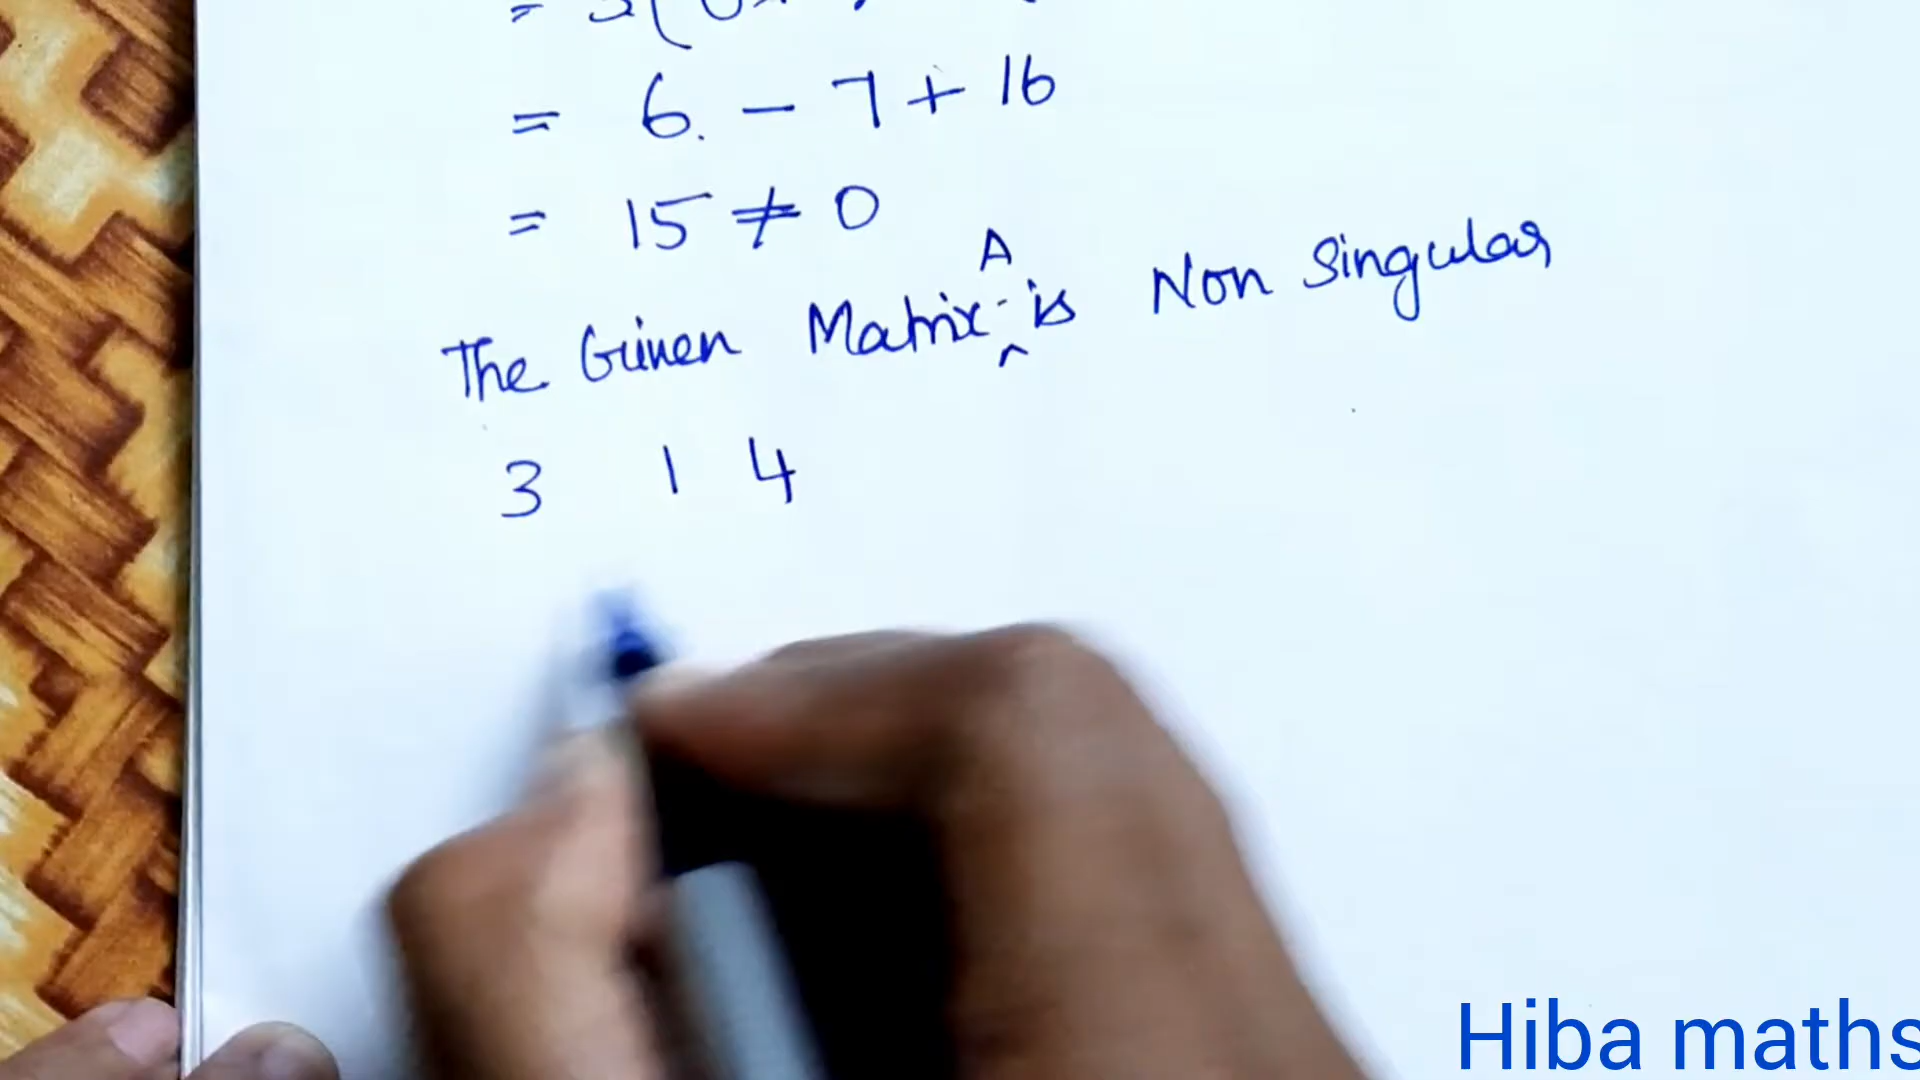 = 6 - 7 + 16
= 15 ≠ 0
The Given Matrix A is Non Singular
3 1 4
Hiba maths